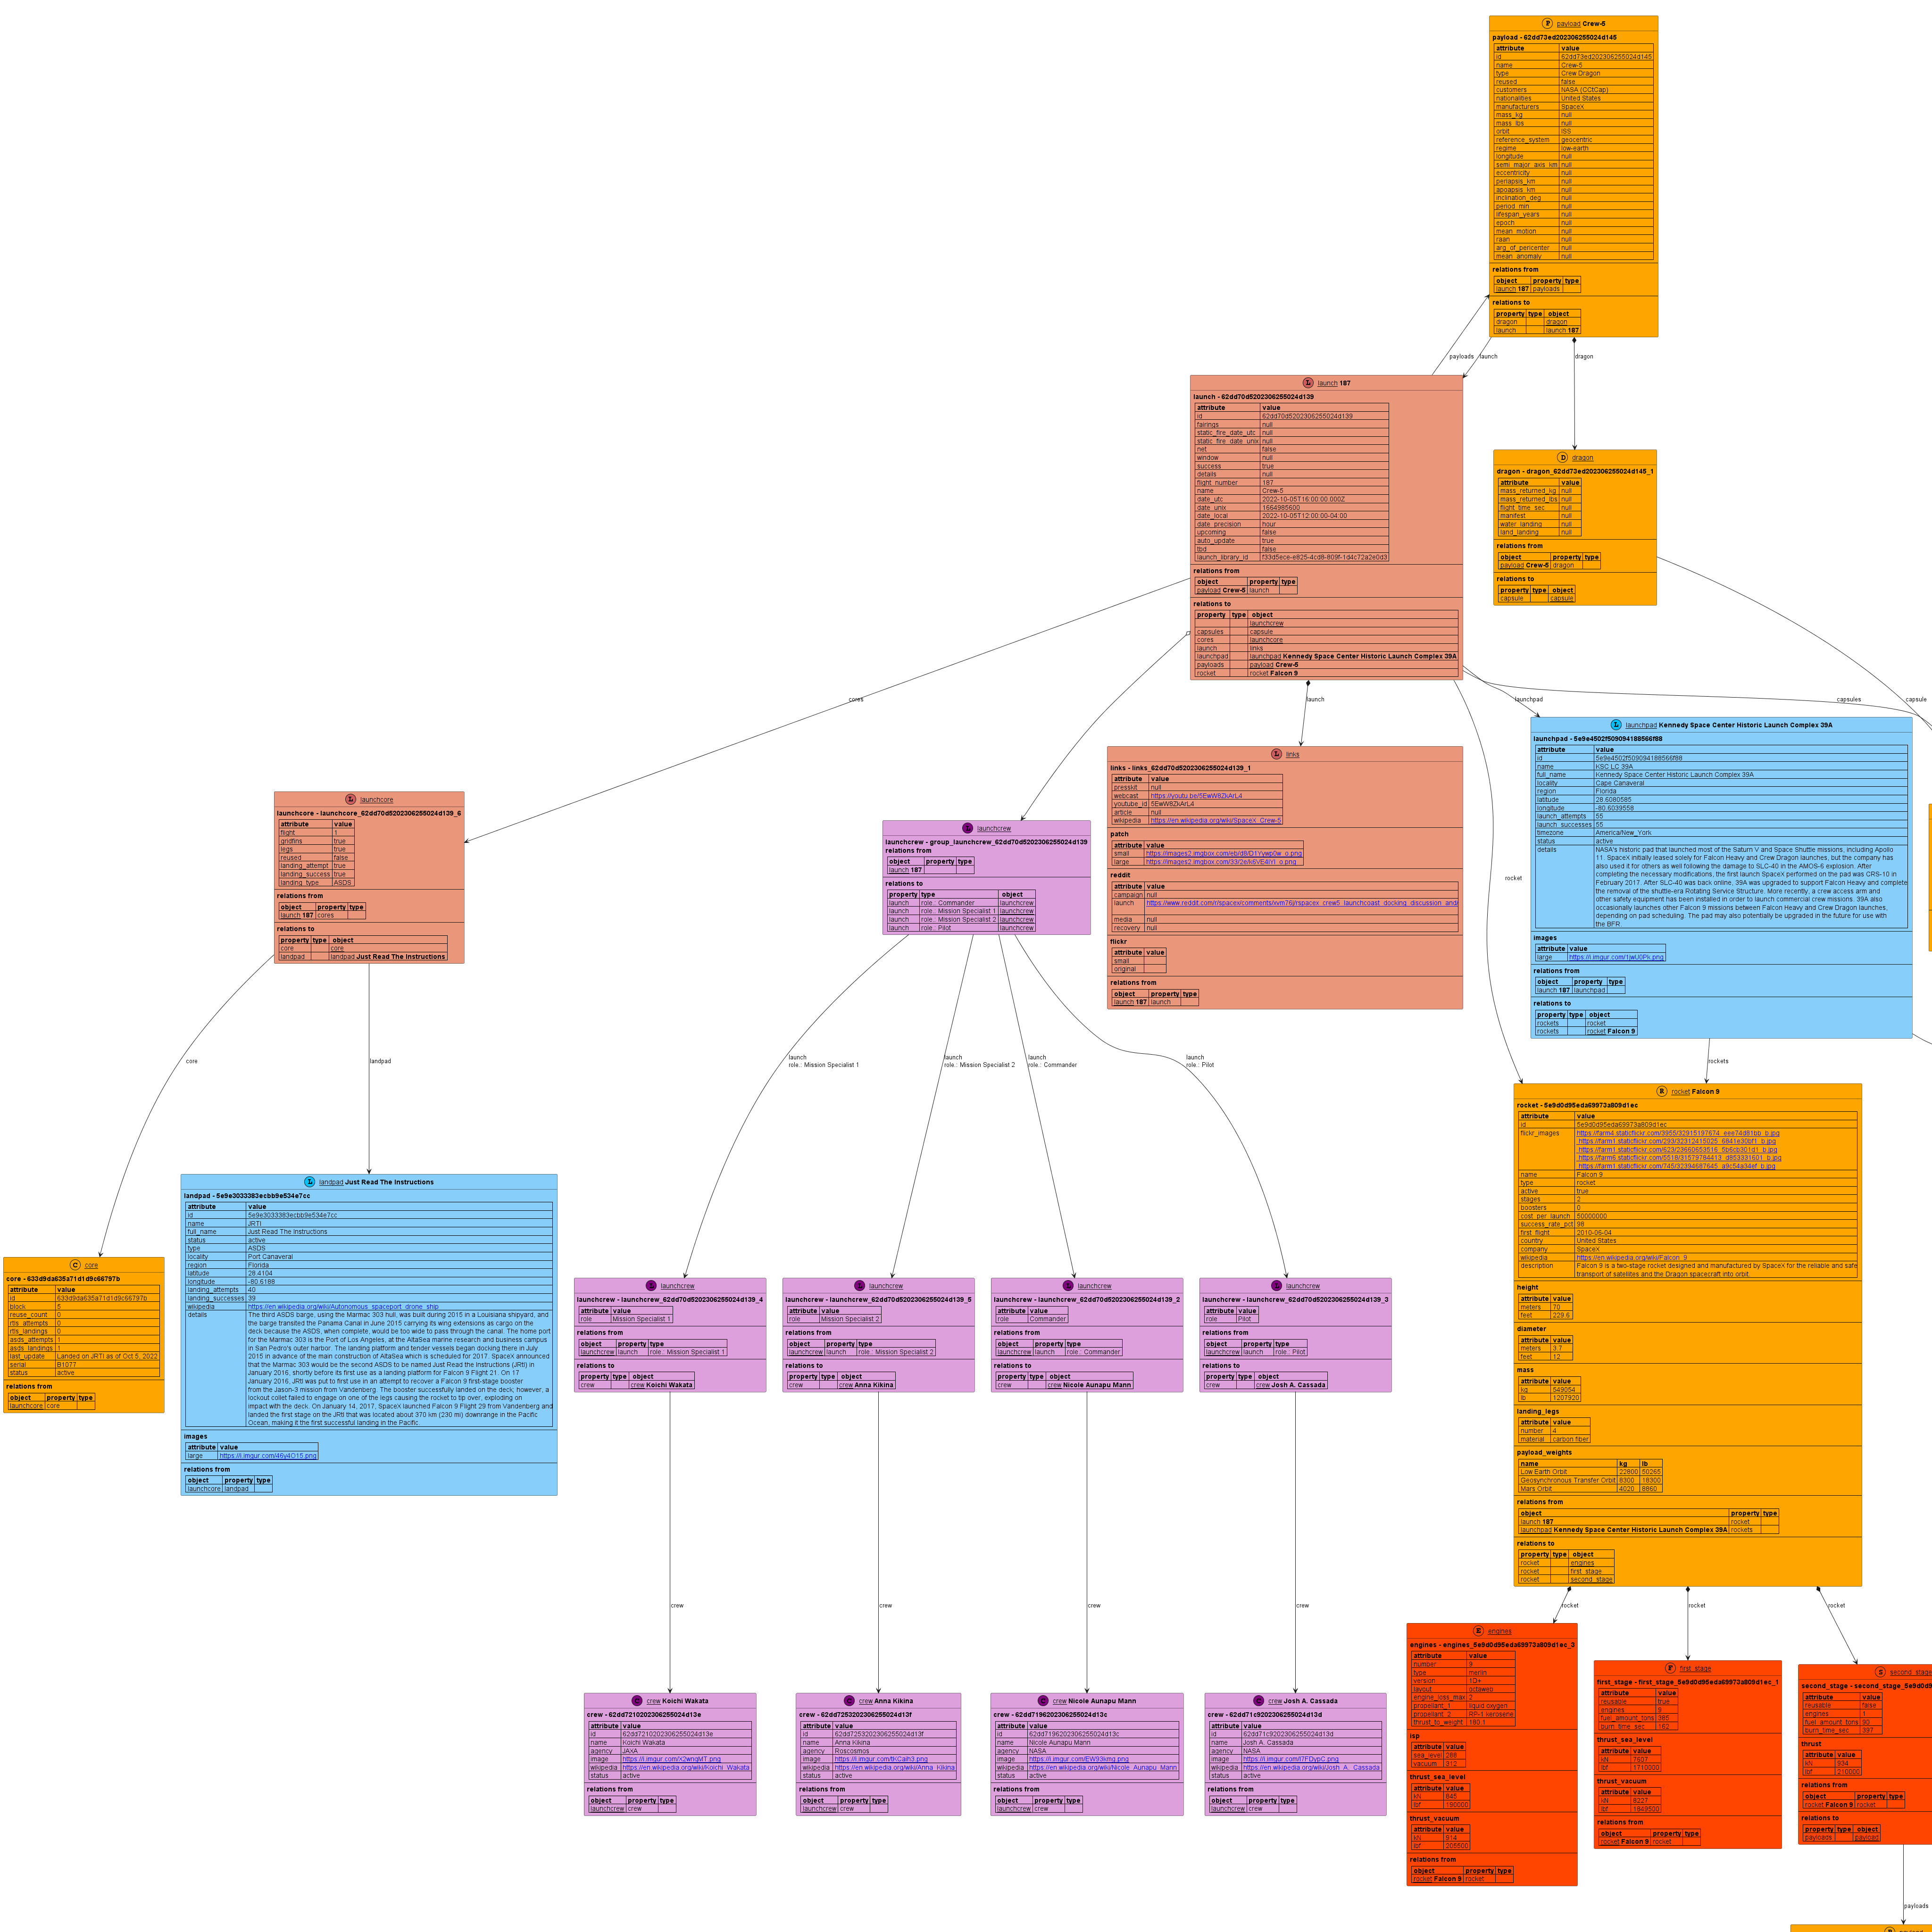 P payload Crew-5
payload - 62dd73ed202306255024d145
attribute value
id 62dd73ed202306255024d145
name Crew-5
type Crew Dragon
reused false
customers NASA (CCtCap)
nationalities United States
manufacturers SpaceX
mass_kg null
mass_lbs null
orbit ISS
reference_system geocentric
regime low-earth
longitude null
semi_major_axis_km null
eccentricity null
periapsis_km null
apoapsis_km null
inclination_deg null
period_min null
lifespan_years null
epoch null
mean_motion null
raan null
arg_of_pericenter null
mean_anomaly null
relations from
object property type
launch 187 payloads
relations to
property type object
dragon dragon
launch launch 187
payloads launch dragon
L launch 187
launch - 62dd70d5202306255024d139
attribute value
id 62dd70d5202306255024d139
fairings null
static_fire_date_utc null
static_fire_date_unix null
net false
window null
success true
details null
flight_number 187
name Crew-5
date_utc 2022-10-05T16:00:00.000Z
date_unix 1664985600
date_local 2022-10-05T12:00:00-04:00
date_precision hour
upcoming false
auto_update true
tbd false
launch_library_id f33d5ece-e825-4cd8-809f-1d4c72a2e0d3
relations from
object property type
payload Crew-5 launch
relations to
property type object
launchcrew
capsules capsule
cores launchcore
launch links
launchpad launchpad Kennedy Space Center Historic Launch Complex 39A
payloads payload Crew-5
rocket rocket Falcon 9
D dragon
dragon - dragon_62dd73ed202306255024d145_1
attribute value
mass_returned_kg null
mass_returned_lbs null
flight_time_sec null
manifest null
water_landing null
land_landing null
relations from
object property type
payload Crew-5 dragon
relations to
property type object
capsule capsule
cores launch launchpad capsules capsule
L launchcore
launchcore - launchcore_62dd70d5202306255024d139_6
attribute value
flight 1
gridfins true
legs true
reused false
landing_attempt true
landing_success true
landing_type ASDS
relations from
object property type
launch 187 cores
relations to
property type object
core core
landpad landpad Just Read The Instructions
L launchcrew
launchcrew - group_launchcrew_62dd70d5202306255024d139
relations from
object property type
launch 187
relations to
property type object
launch role.: Commander launchcrew
launch role.: Mission Specialist 1 launchcrew
launch role.: Mission Specialist 2 launchcrew
launch role.: Pilot launchcrew
L links
links - links_62dd70d5202306255024d139_1
attribute value
presskit null
webcast https://youtu.be/5EwW8ZkArL4
youtube_id 5EwW8ZkArL4
article null
wikipedia https://en.wikipedia.org/wiki/SpaceX_Crew-5
patch
attribute value
small https://images2.imgbox.com/eb/d8/D1Yywp0w_o.png
large https://images2.imgbox.com/33/2e/k6VE4iYl_o.png
reddit
attribute value
campaign null
launch https://www.reddit.com/r/spacex/comments/xvm76j/rspacex_crew5_launchcoast_docking_discussion_and/
media null
recovery null
flickr
attribute value
small
original
relations from
object property type
launch 187 launch
rocket
L launchpad Kennedy Space Center Historic Launch Complex 39A
launchpad - 5e9e4502f509094188566f88
attribute value
id 5e9e4502f509094188566f88
name KSC LC 39A
full_name Kennedy Space Center Historic Launch Complex 39A
locality Cape Canaveral
region Florida
latitude 28.6080585
longitude -80.6039558
launch_attempts 55
launch_successes 55
timezone America/New_York
status active
details NASA's historic pad that launched most of the Saturn V and Space Shuttle missions, including Apollo
11. SpaceX initially leased solely for Falcon Heavy and Crew Dragon launches, but the company has
also used it for others as well following the damage to SLC-40 in the AMOS-6 explosion. After
completing the necessary modifications, the first launch SpaceX performed on the pad was CRS-10 in
February 2017. After SLC-40 was back online, 39A was upgraded to support Falcon Heavy and complete
the removal of the shuttle-era Rotating Service Structure. More recently, a crew access arm and
other safety equipment has been installed in order to launch commercial crew missions. 39A also
occasionally launches other Falcon 9 missions between Falcon Heavy and Crew Dragon launches,
depending on pad scheduling. The pad may also potentially be upgraded in the future for use with
the BFR.
images
attribute value
large https://i.imgur.com/1jwU0Pk.png
relations from
object property type
launch 187 launchpad
relations to
property type object
rockets rocket
rockets rocket Falcon 9
core landpad
launch
role.: Mission Specialist 1
launch
role.: Mission Specialist 2
launch
role.: Commander
launch
role.: Pilot
rockets
C core
core - 633d9da635a71d1d9c66797b
attribute value
id 633d9da635a71d1d9c66797b
block 5
reuse_count 0
rtls_attempts 0
rtls_landings 0
asds_attempts 1
asds_landings 1
last_update Landed on JRTI as of Oct 5, 2022.
serial B1077
status active
relations from
object property type
launchcore core
L landpad Just Read The Instructions
landpad - 5e9e3033383ecbb9e534e7cc
attribute value
id 5e9e3033383ecbb9e534e7cc
name JRTI
full_name Just Read The Instructions
status active
type ASDS
locality Port Canaveral
region Florida
latitude 28.4104
longitude -80.6188
landing_attempts 40
landing_successes 39
wikipedia https://en.wikipedia.org/wiki/Autonomous_spaceport_drone_ship
details The third ASDS barge, using the Marmac 303 hull, was built during 2015 in a Louisiana shipyard, and
the barge transited the Panama Canal in June 2015 carrying its wing extensions as cargo on the
deck because the ASDS, when complete, would be too wide to pass through the canal. The home port
for the Marmac 303 is the Port of Los Angeles, at the AltaSea marine research and business campus
in San Pedro's outer harbor. The landing platform and tender vessels began docking there in July
2015 in advance of the main construction of AltaSea which is scheduled for 2017. SpaceX announced
that the Marmac 303 would be the second ASDS to be named Just Read the Instructions (JRtI) in
January 2016, shortly before its first use as a landing platform for Falcon 9 Flight 21. On 17
January 2016, JRtI was put to first use in an attempt to recover a Falcon 9 first-stage booster
from the Jason-3 mission from Vandenberg. The booster successfully landed on the deck; however, a
lockout collet failed to engage on one of the legs causing the rocket to tip over, exploding on
impact with the deck. On January 14, 2017, SpaceX launched Falcon 9 Flight 29 from Vandenberg and
landed the first stage on the JRtI that was located about 370 km (230 mi) downrange in the Pacific
Ocean, making it the first successful landing in the Pacific.
images
attribute value
large https://i.imgur.com/46y4O15.png
relations from
object property type
launchcore landpad
L launchcrew
launchcrew - launchcrew_62dd70d5202306255024d139_4
attribute value
role Mission Specialist 1
relations from
object property type
launchcrew launch role.: Mission Specialist 1
relations to
property type object
crew crew Koichi Wakata
L launchcrew
launchcrew - launchcrew_62dd70d5202306255024d139_5
attribute value
role Mission Specialist 2
relations from
object property type
launchcrew launch role.: Mission Specialist 2
relations to
property type object
crew crew Anna Kikina
L launchcrew
launchcrew - launchcrew_62dd70d5202306255024d139_2
attribute value
role Commander
relations from
object property type
launchcrew launch role.: Commander
relations to
property type object
crew crew Nicole Aunapu Mann
L launchcrew
launchcrew - launchcrew_62dd70d5202306255024d139_3
attribute value
role Pilot
relations from
object property type
launchcrew launch role.: Pilot
relations to
property type object
crew crew Josh A. Cassada
R rocket Falcon 9
rocket - 5e9d0d95eda69973a809d1ec
attribute value
id 5e9d0d95eda69973a809d1ec
flickr_images https://farm4.staticflickr.com/3955/32915197674_eee74d81bb_b.jpg
https://farm1.staticflickr.com/293/32312415025_6841e30bf1_b.jpg
https://farm1.staticflickr.com/623/23660653516_5b6cb301d1_b.jpg
https://farm6.staticflickr.com/5518/31579784413_d853331601_b.jpg
https://farm1.staticflickr.com/745/32394687645_a9c54a34ef_b.jpg
name Falcon 9
type rocket
active true
stages 2
boosters 0
cost_per_launch 50000000
success_rate_pct 98
first_flight 2010-06-04
country United States
company SpaceX
wikipedia https://en.wikipedia.org/wiki/Falcon_9
description Falcon 9 is a two-stage rocket designed and manufactured by SpaceX for the reliable and safe
transport of satellites and the Dragon spacecraft into orbit.
height
attribute value
meters 70
feet 229.6
diameter
attribute value
meters 3.7
feet 12
mass
attribute value
kg 549054
lb 1207920
landing_legs
attribute value
number 4
material carbon fiber
payload_weights
name kg lb
Low Earth Orbit 22800 50265
Geosynchronous Transfer Orbit 8300 18300
Mars Orbit 4020 8860
relations from
object property type
launch 187 rocket
launchpad Kennedy Space Center Historic Launch Complex 39A rockets
relations to
property type object
rocket engines
rocket first_stage
rocket second_stage
crew crew crew crew rocket rocket rocket
C crew Koichi Wakata
crew - 62dd7210202306255024d13e
attribute value
id 62dd7210202306255024d13e
name Koichi Wakata
agency JAXA
image https://i.imgur.com/X2wnqMT.png
wikipedia https://en.wikipedia.org/wiki/Koichi_Wakata
status active
relations from
object property type
launchcrew crew
C crew Anna Kikina
crew - 62dd7253202306255024d13f
attribute value
id 62dd7253202306255024d13f
name Anna Kikina
agency Roscosmos
image https://i.imgur.com/tKCaih3.png
wikipedia https://en.wikipedia.org/wiki/Anna_Kikina
status active
relations from
object property type
launchcrew crew
C crew Nicole Aunapu Mann
crew - 62dd7196202306255024d13c
attribute value
id 62dd7196202306255024d13c
name Nicole Aunapu Mann
agency NASA
image https://i.imgur.com/EW93kmg.png
wikipedia https://en.wikipedia.org/wiki/Nicole_Aunapu_Mann
status active
relations from
object property type
launchcrew crew
C crew Josh A. Cassada
crew - 62dd71c9202306255024d13d
attribute value
id 62dd71c9202306255024d13d
name Josh A. Cassada
agency NASA
image https://i.imgur.com/I7FDvpC.png
wikipedia https://en.wikipedia.org/wiki/Josh_A._Cassada
status active
relations from
object property type
launchcrew crew
E engines
engines - engines_5e9d0d95eda69973a809d1ec_3
attribute value
number 9
type merlin
version 1D+
layout octaweb
engine_loss_max 2
propellant_1 liquid oxygen
propellant_2 RP-1 kerosene
thrust_to_weight 180.1
isp
attribute value
sea_level 288
vacuum 312
thrust_sea_level
attribute value
kN 845
lbf 190000
thrust_vacuum
attribute value
kN 914
lbf 205500
relations from
object property type
rocket Falcon 9 rocket
F first_stage
first_stage - first_stage_5e9d0d95eda69973a809d1ec_1
attribute value
reusable true
engines 9
fuel_amount_tons 385
burn_time_sec 162
thrust_sea_level
attribute value
kN 7607
lbf 1710000
thrust_vacuum
attribute value
kN 8227
lbf 1849500
relations from
object property type
rocket Falcon 9 rocket
S second_stage
second_stage - second_stage_5e9d0d9
attribute value
reusable false
engines 1
fuel_amount_tons 90
burn_time_sec 397
thrust
attribute value
kN 934
lbf 210000
relations from
object property type
rocket Falcon 9 rocket
relations to
property type object
payloads payload
payloads